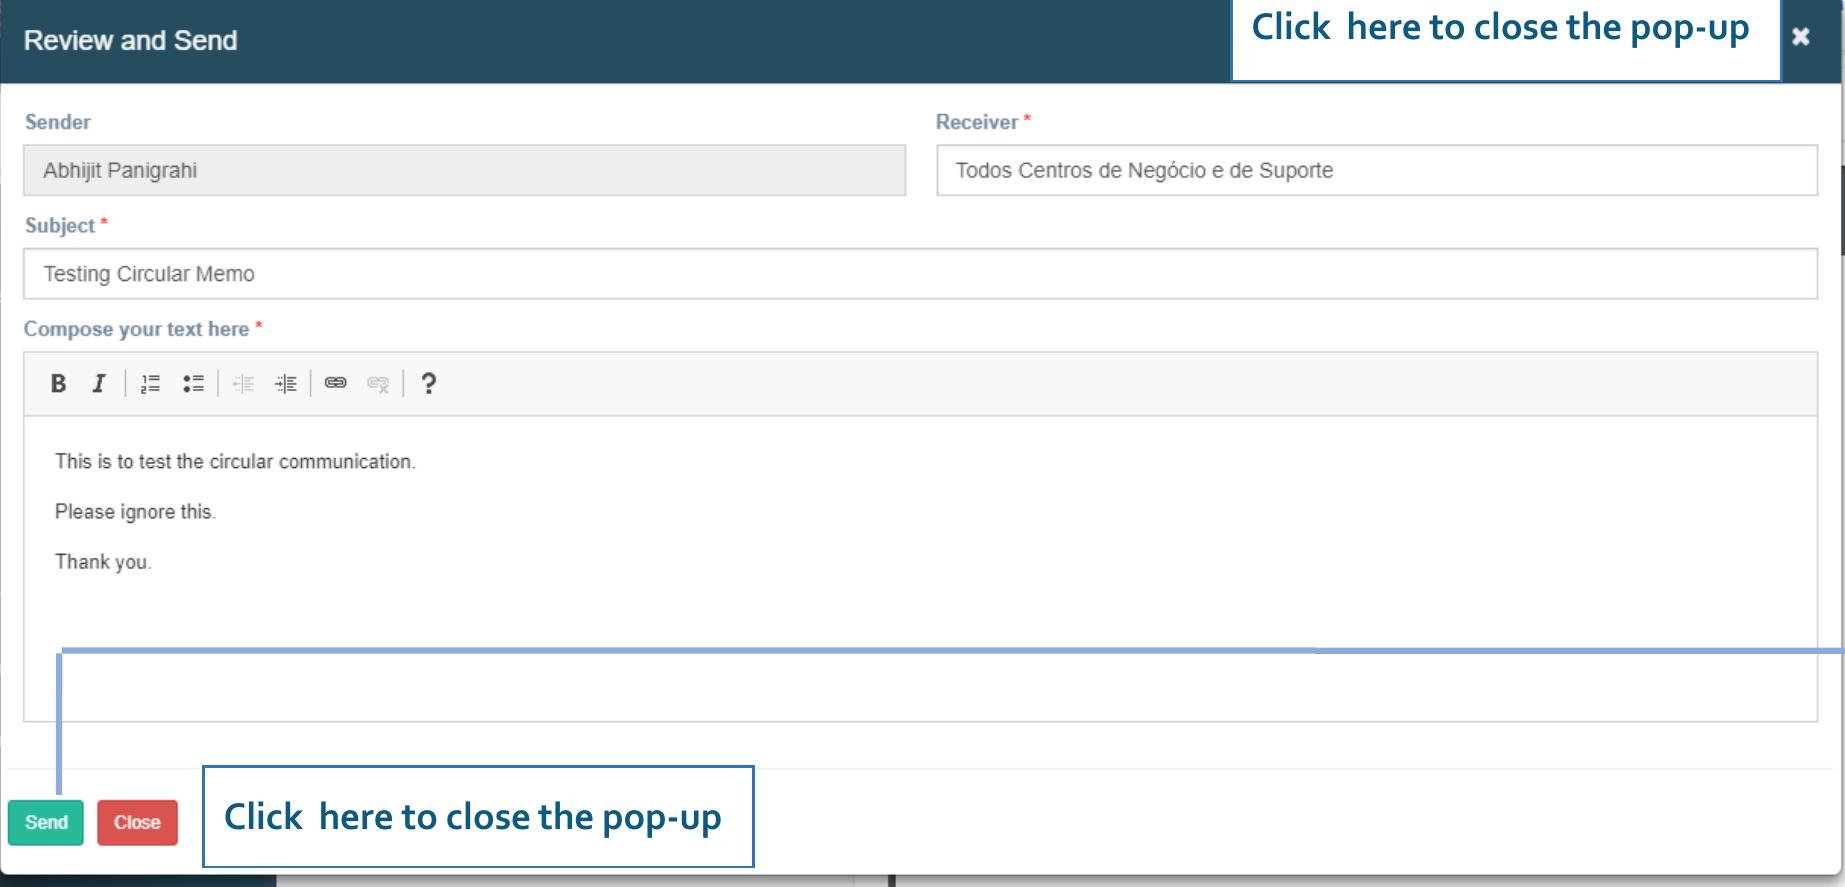 Review and Send
Click here to close the pop-up
Sender
Receiver *
Abhijit Panigrahi
Todos Centros de Negócio e de Suporte
Subject *
Testing Circular Memo
Compose your text here *
B I ?
This is to test the circular communication.
Please ignore this.
Thank you.
Send
Close
Click here to close the pop-up